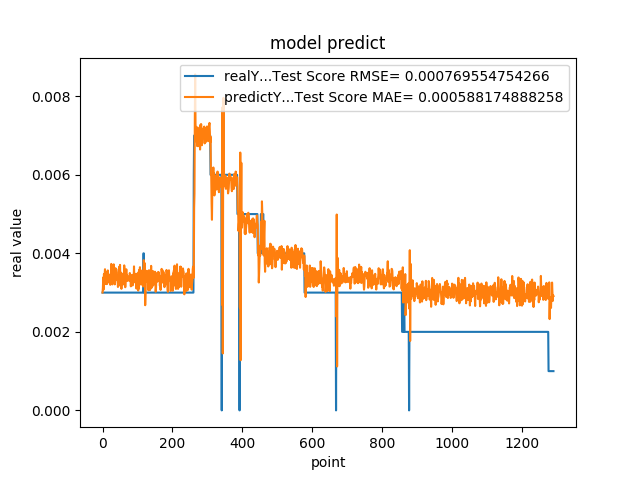 model predict
realY...Test Score RMSE= 0.000769554754266
predictY...Test Score MAE= 0.000588174888258
0.008
0.006
0.004
0.002
0.000
real value
0 200 400 600 800 1000 1200
point